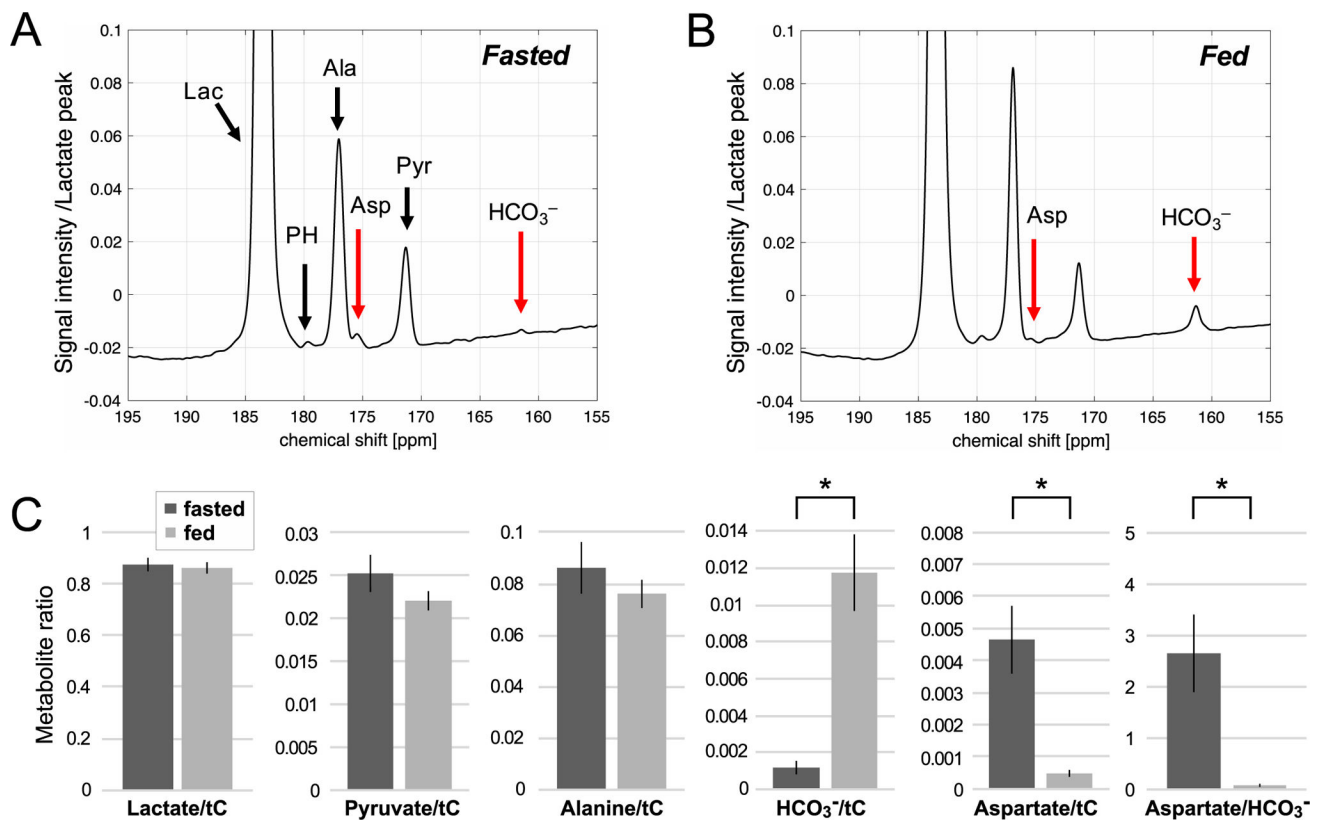 A
Fasted
Signal intensity /Lactate peak
0.1
0.08
0.06
0.04
0.02
0
-0.02
-0.04
Lac
PH
Ala
Asp
Pyr
HCO₃⁻
195 190 185 180 175 170 165 160 155
chemical shift [ppm]
B
Fed
Signal intensity /Lactate peak
0.1
0.08
0.06
0.04
0.02
0
-0.02
-0.04
Asp
HCO₃⁻
195 190 185 180 175 170 165 160 155
chemical shift [ppm]
C
fasted
fed
Metabolite ratio
1
0.8
0.6
0.4
0.2
0
Lactate/tC
0.03
0.025
0.02
0.015
0.01
0.005
0
Pyruvate/tC
0.1
0.08
0.06
0.04
0.02
0
Alanine/tC
*
0.014
0.012
0.01
0.008
0.006
0.004
0.002
0
HCO₃⁻/tC
*
0.008
0.007
0.006
0.005
0.004
0.003
0.002
0.001
0
Aspartate/tC
*
5
4
3
2
1
0
Aspartate/HCO₃⁻